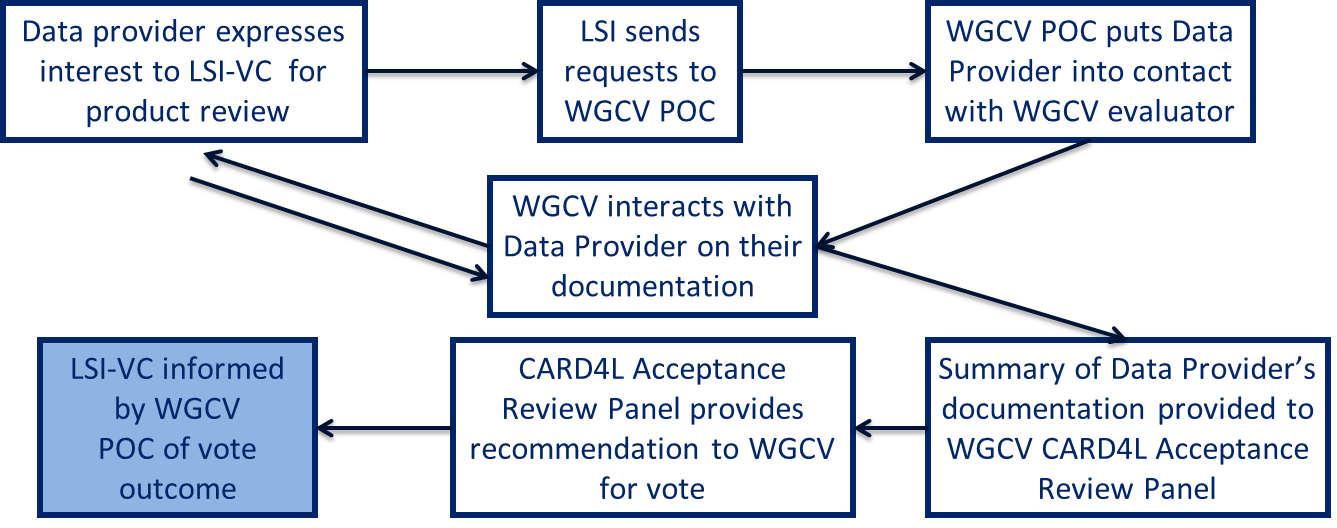 Data provider expresses
interest to LSI-VC for
product review
LSI sends
requests to
WGCV POC
WGCV POC puts Data
Provider into contact
with WGCV evaluator
WGCV interacts with
Data Provider on their
documentation
Summary of Data Provider’s
documentation provided to
WGCV CARD4L Acceptance
Review Panel
CARD4L Acceptance
Review Panel provides
recommendation to WGCV
for vote
LSI-VC informed
by WGCV
POC of vote
outcome